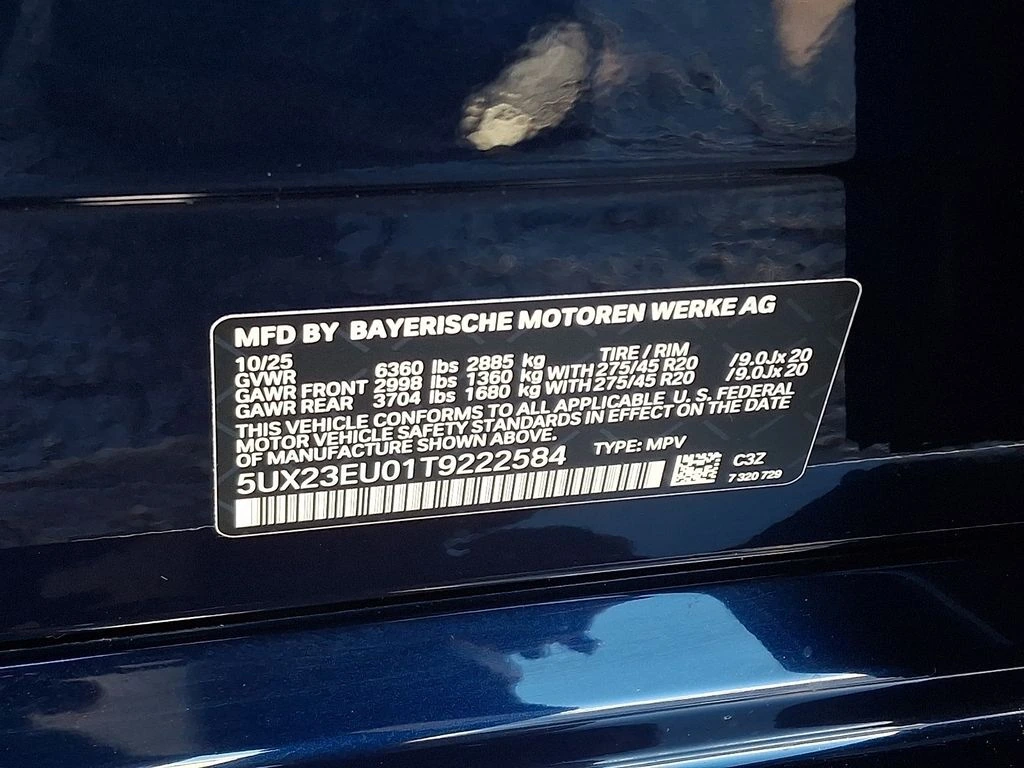 MFD BY BAYERISCHE MOTOREN WERKE AG
10/25 TIRE / RIM
GVWR 6360 lbs 2885 kg
GAWR FRONT 2998 lbs 1360 kg WITH 275/45 R20 /9.0Jx20
GAWR REAR 3704 lbs 1680 kg WITH 275/45 R20 /9.0Jx20
THIS VEHICLE CONFORMS TO ALL APPLICABLE U. S. FEDERAL
MOTOR VEHICLE SAFETY STANDARDS IN EFFECT ON THE DATE
OF MANUFACTURE SHOWN ABOVE.
5UX23EU01T9222584 TYPE: MPV
C3Z
7 320 729